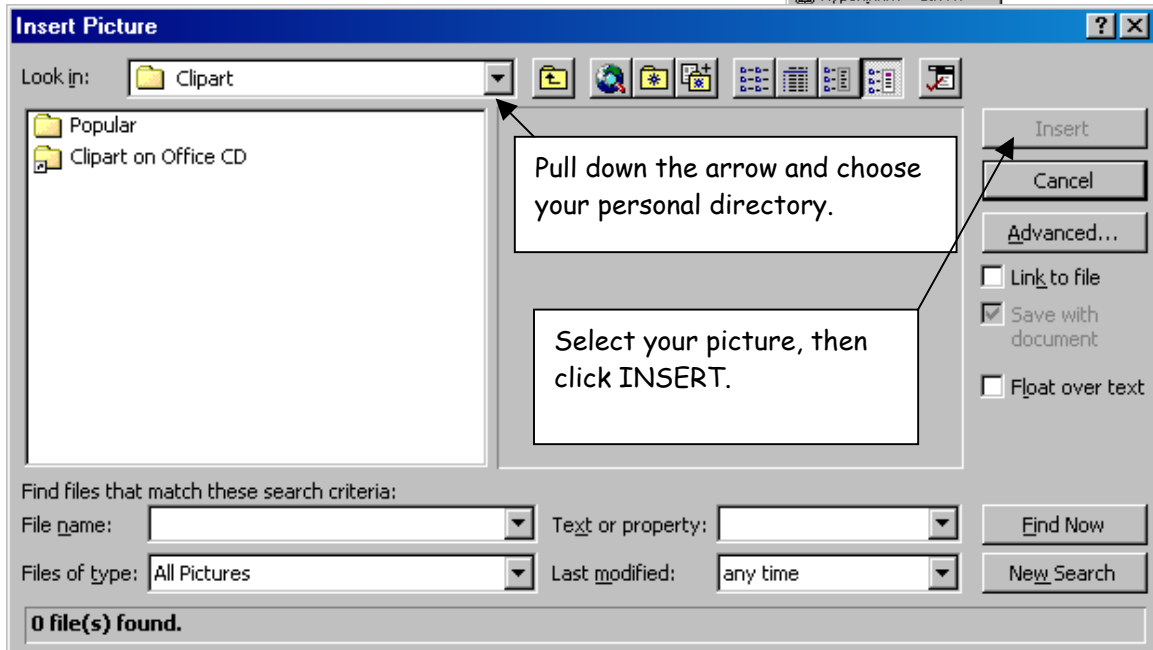 Insert Picture
Look in:
Clipart
Popular
Clipart on Office CD
Pull down the arrow and choose
your personal directory.
Select your picture, then
click INSERT.
Insert
Cancel
Advanced...
Link to file
Save with
document
Float over text
Find files that match these search criteria:
File name:
Text or property:
Find Now
Files of type: All Pictures
Last modified: any time
New Search
0 file(s) found.